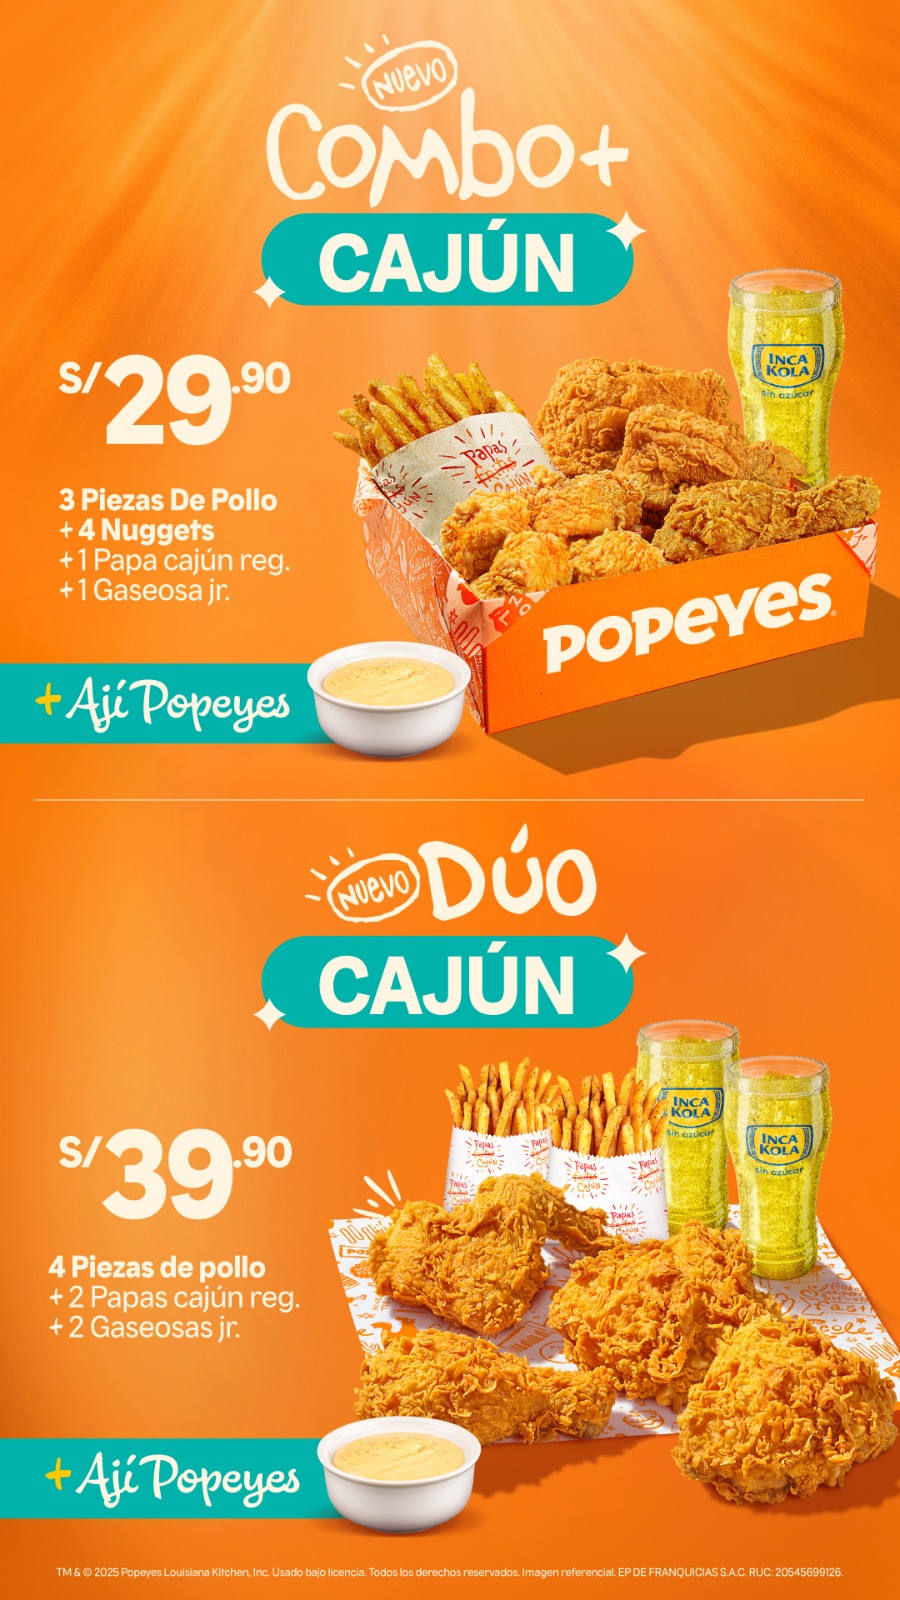 NUEVO
Combo+
CAJÚN
S/29.90
3 Piezas De Pollo
+ 4 Nuggets
+ 1 Papa cajún reg.
+ 1 Gaseosa jr.
+ Ají Popeyes
INCA
KOLA
sin azúcar
Papas
fritas
Cajún
POPEYES
NUEVO DÚO
CAJÚN
S/39.90
4 Piezas de pollo
+ 2 Papas cajún reg.
+ 2 Gaseosas jr.
+ Ají Popeyes
INCA
KOLA
sin azúcar
INCA
KOLA
sin azúcar
Papas
fritas
Cajún
Papas
fritas
Cajún
TM & © 2025 Popeyes Louisiana Kitchen, Inc. Usado bajo licencia. Todos los derechos reservados. Imagen referencial. EP DE FRANQUICIAS S.A.C. RUC: 20545699126.